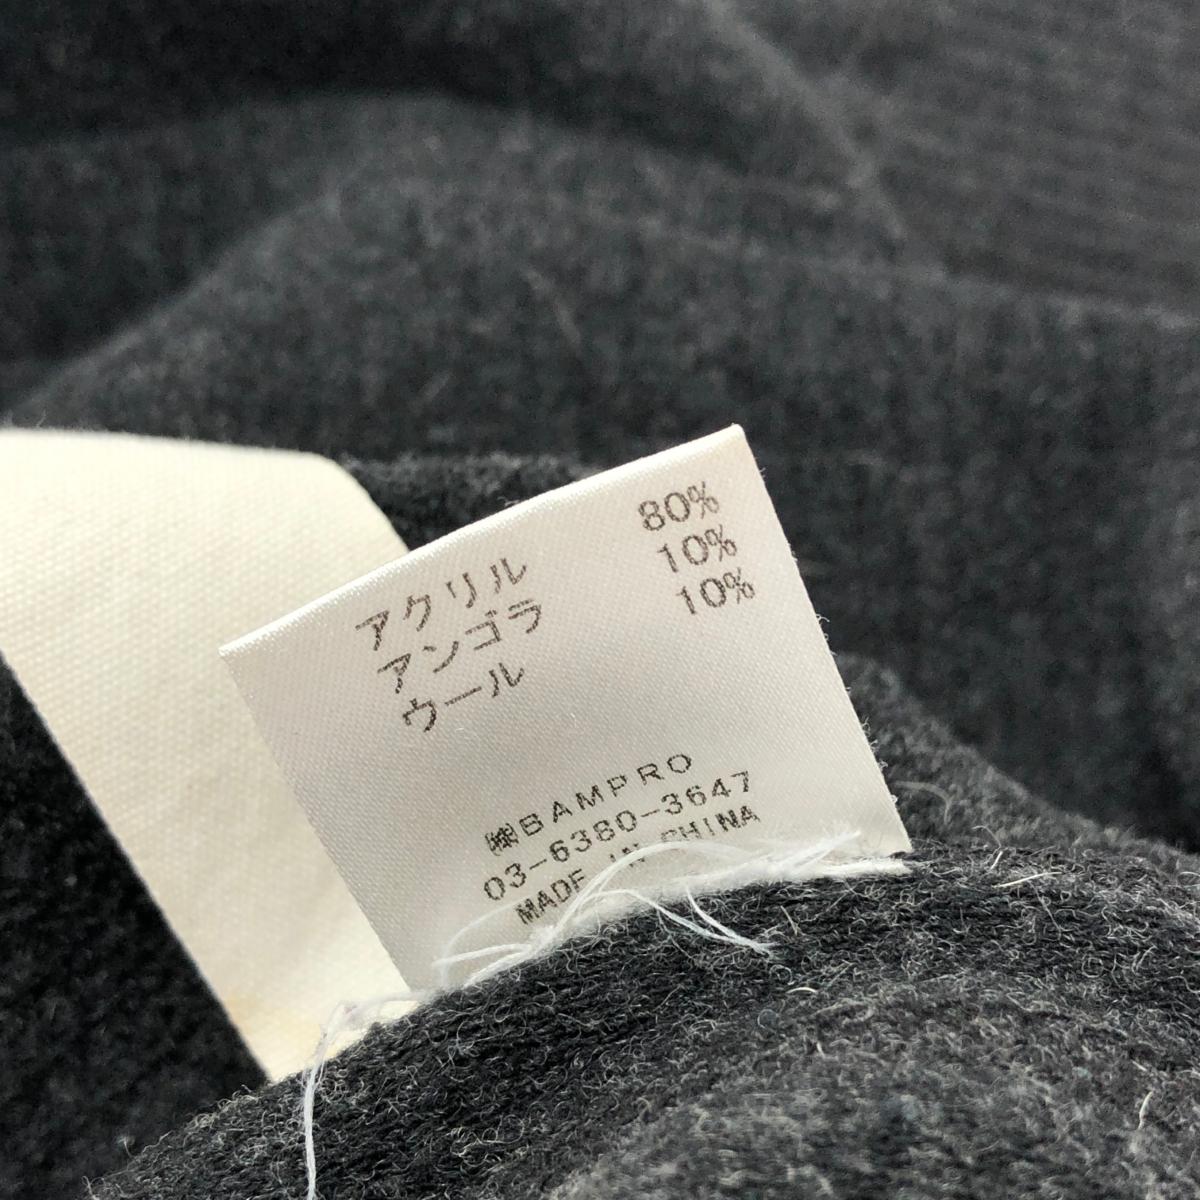 アクリル 80%
アンゴラ 10%
ウール 10%
㈱BAMPRO
03-6380-3647
MADE IN CHINA